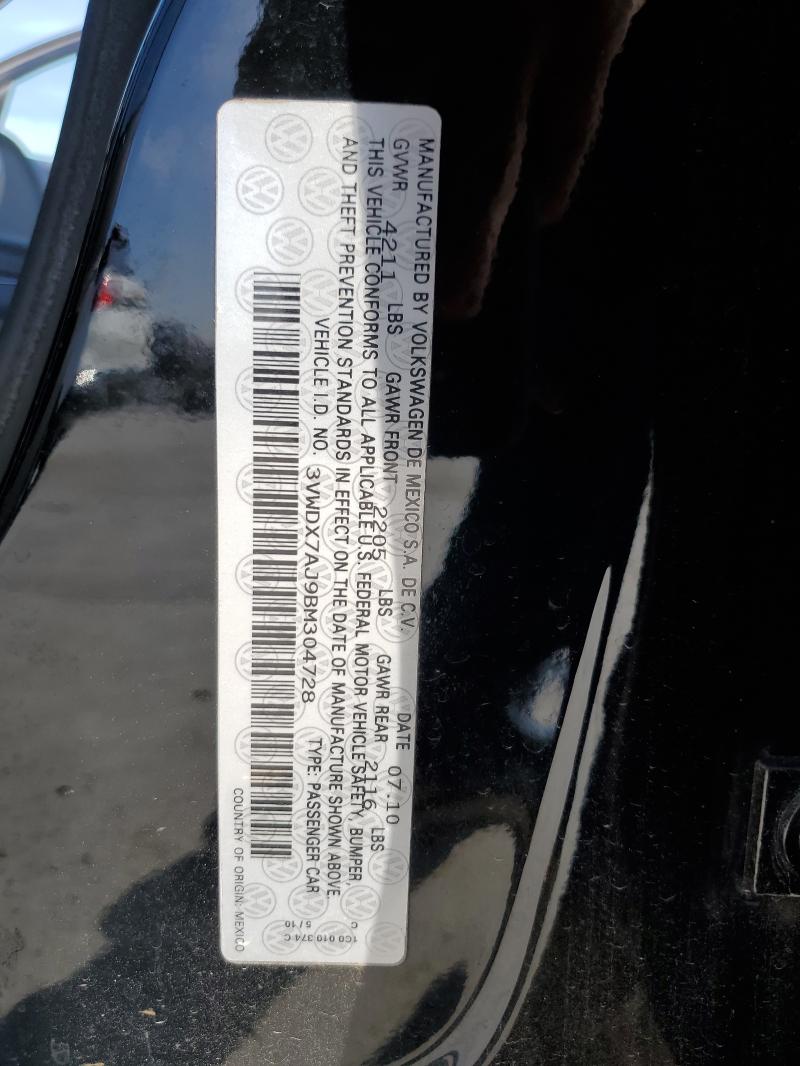 MANUFACTURED BY VOLKSWAGEN DE MEXICO S.A. DE C.V. DATE 07.10
GVWR 4211 LBS GAWR FRONT 2205 LBS GAWR REAR 2116 LBS
THIS VEHICLE CONFORMS TO ALL APPLICABLE U.S. FEDERAL MOTOR VEHICLE SAFETY, BUMPER,
AND THEFT PREVENTION STANDARDS IN EFFECT ON THE DATE OF MANUFACTURE SHOWN ABOVE.
VEHICLE I.D. NO. 3VWDX7AJ9BM304728 TYPE: PASSENGER CAR
COUNTRY OF ORIGIN: MEXICO
C
5/10
1C0 010 374 C